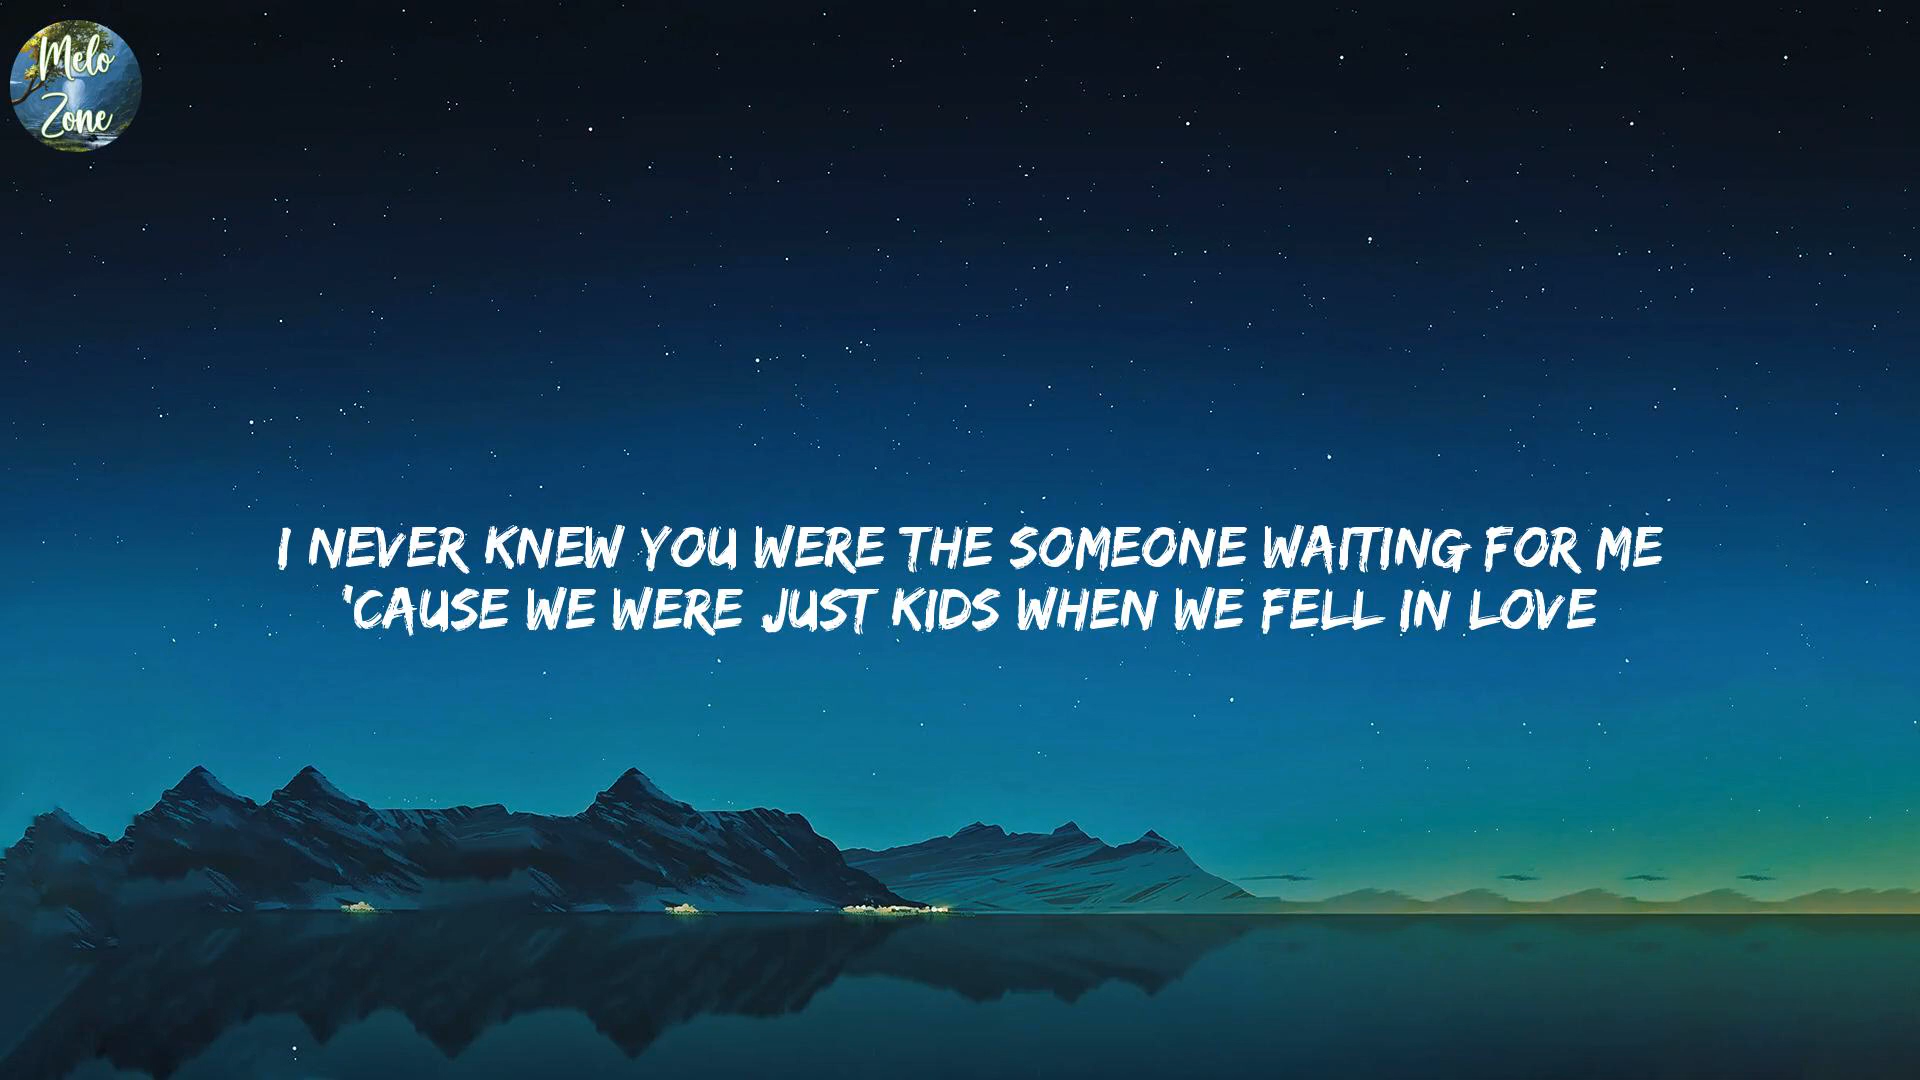 Melo
Zone
I NEVER KNEW YOU WERE THE SOMEONE WAITING FOR ME
'CAUSE WE WERE JUST KIDS WHEN WE FELL IN LOVE